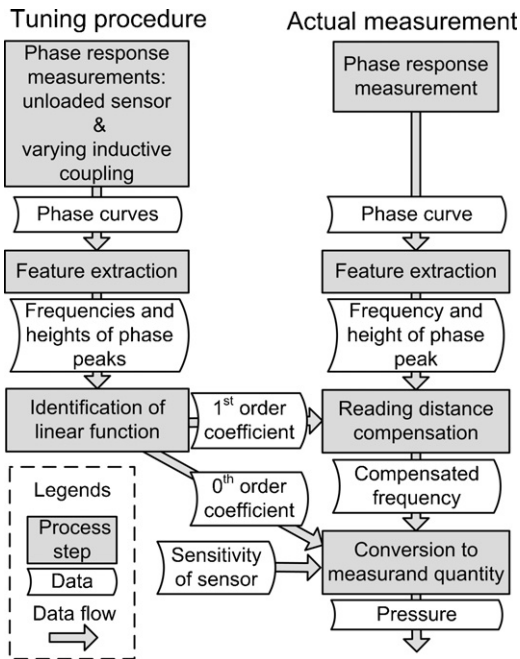 Tuning procedure
Actual measurement
Phase response
measurements:
unloaded sensor
&
varying inductive
coupling
Phase curves
Feature extraction
Frequencies and
heights of phase
peaks
Identification of
linear function
Phase response
measurement
Phase curve
Feature extraction
Frequency and
height of phase
peak
1st order
coefficient
Reading distance
compensation
0th order
coefficient
Compensated
frequency
Sensitivity
of sensor
Conversion to
measurand quantity
Pressure
Legends
Process
step
Data
Data flow